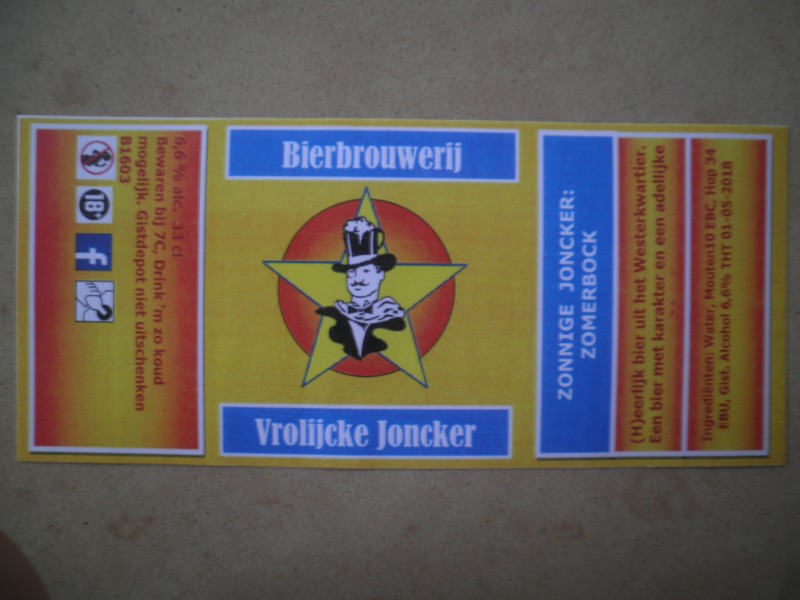 6,6 % alc, 33 cl
Bewaren bij 7C, Drink 'm zo koud
mogelijk. Gistdepot niet uitschenken
B1603
18+
f
Bierbrouwerij
Vrolijcke Joncker
ZONNIGE JONCKER:
ZOMERBOCK
(H)eerlijk bier uit het Westerkwartier.
Een bier met karakter en een adellijke
Ingrediënten: Water, Mouten10 EBC, Hop 34
EBU, Gist. Alcohol 6,6% THT 01-05-2018